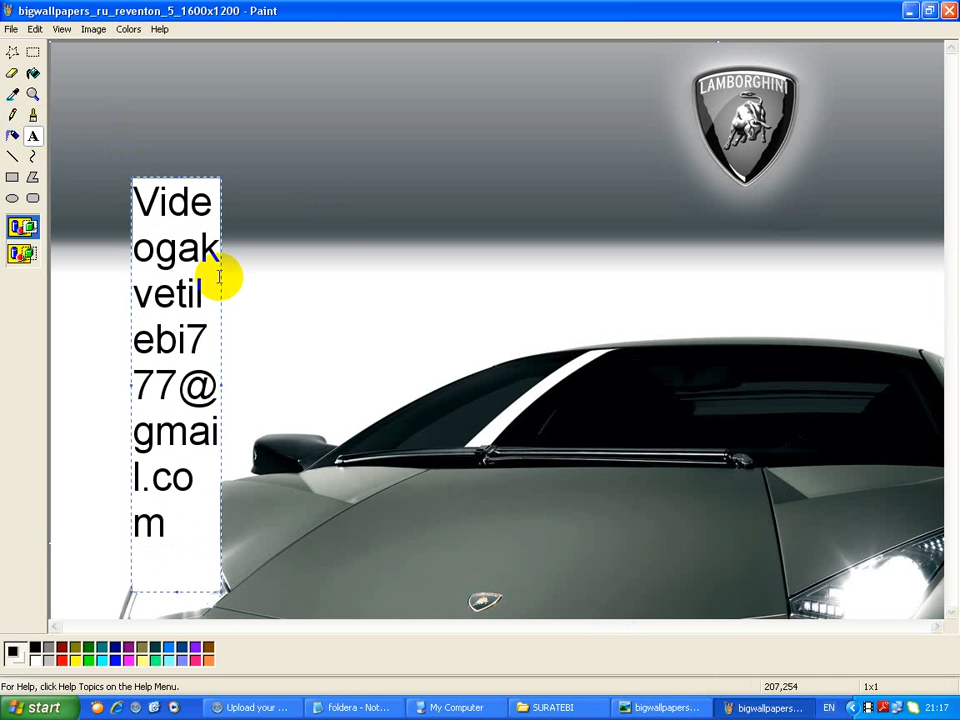 bigwallpapers_ru_reventon_5_1600x1200 - Paint
File Edit View Image Colors Help
LAMBORGHINI
Vide
ogak
vetil
ebi7
77@
gmai
l.co
m
For Help, click Help Topics on the Help Menu.
207,254
1x1
start
Upload your ...
foldera - Not...
My Computer
SURATEBI
bigwallpapers...
bigwallpapers...
EN
21:17